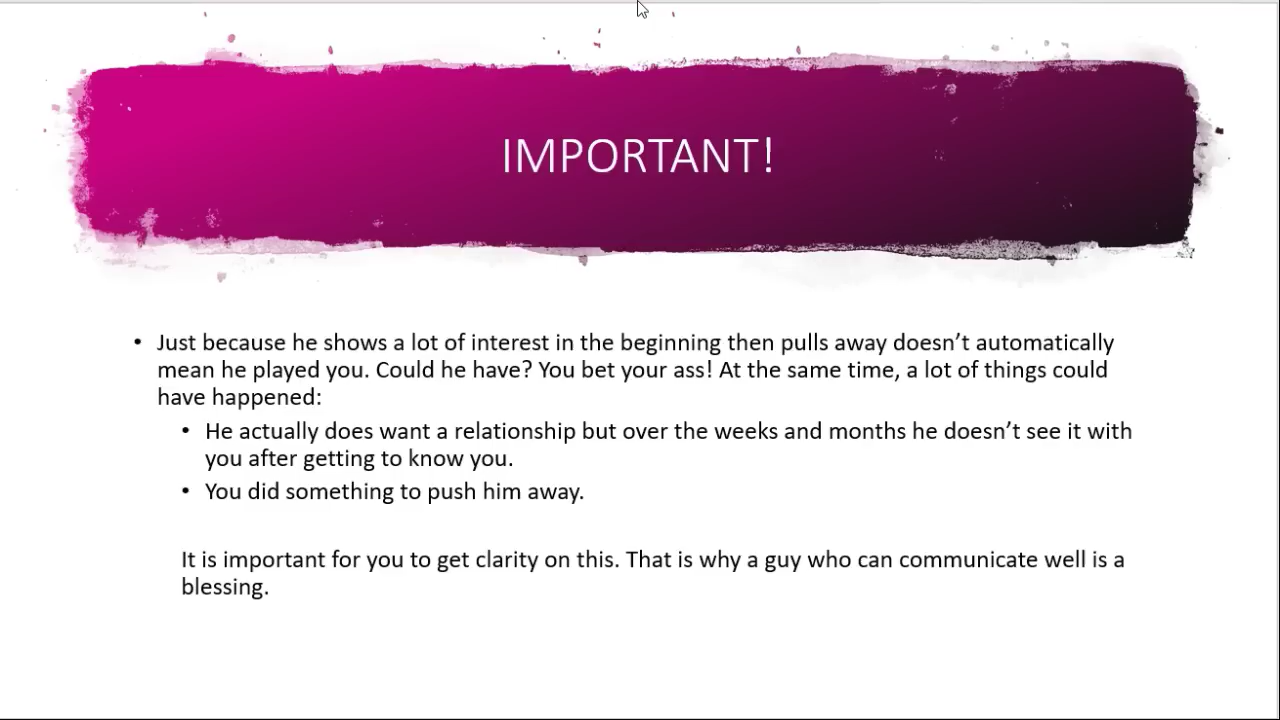 IMPORTANT!
• Just because he shows a lot of interest in the beginning then pulls away doesn’t automatically
mean he played you. Could he have? You bet your ass! At the same time, a lot of things could
have happened:
• He actually does want a relationship but over the weeks and months he doesn’t see it with
you after getting to know you.
• You did something to push him away.
It is important for you to get clarity on this. That is why a guy who can communicate well is a
blessing.